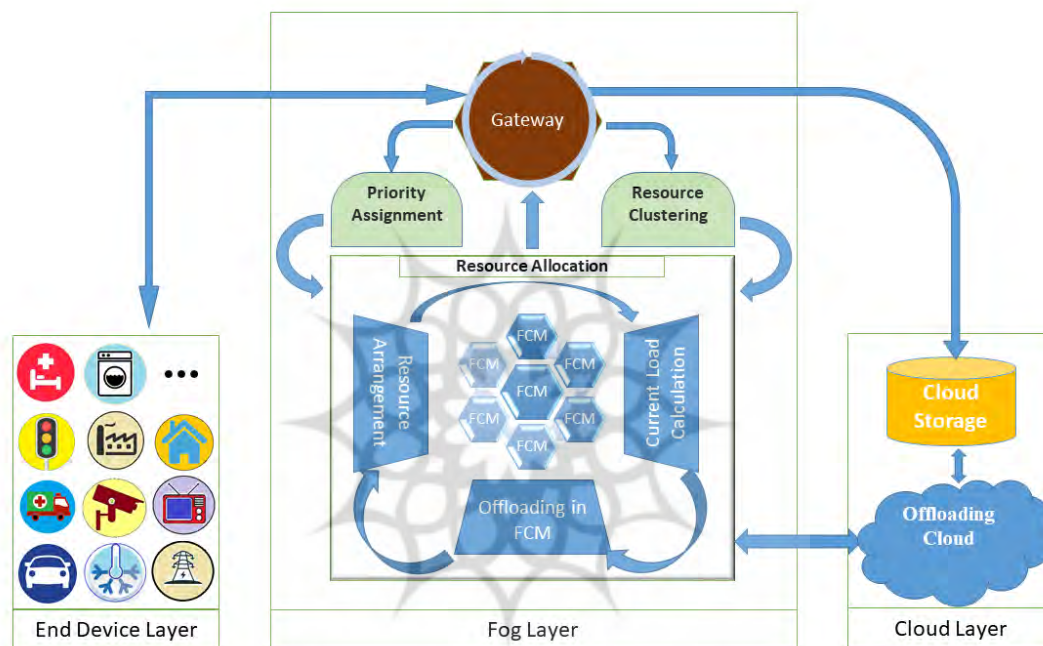 Gateway
Priority
Assignment
Resource
Clustering
Resource Allocation
Resource
Arrangement
FCM
FCM
FCM
FCM
FCM
FCM
FCM
Current Load
Calculation
Offloading in
FCM
Cloud
Storage
Offloading
Cloud
End Device Layer
Fog Layer
Cloud Layer